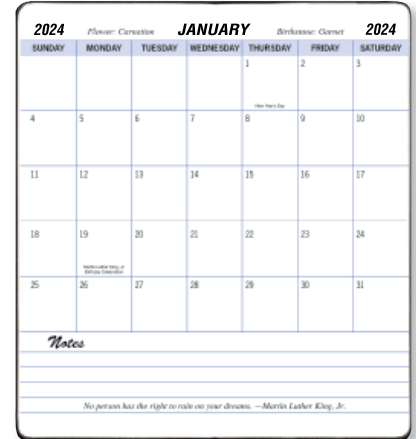 2024 Flower: Carnation JANUARY Birthstone: Garnet 2024
SUNDAY MONDAY TUESDAY WEDNESDAY THURSDAY FRIDAY SATURDAY
1 2 3
New Year's Day
4 5 6 7 8 9 10
11 12 13 14 15 16 17
18 19 20 21 22 23 24
Martin Luther King, Jr.
Birthday Celebration
25 26 27 28 29 30 31
Notes
No person has the right to rain on your dreams. —Martin Luther King, Jr.